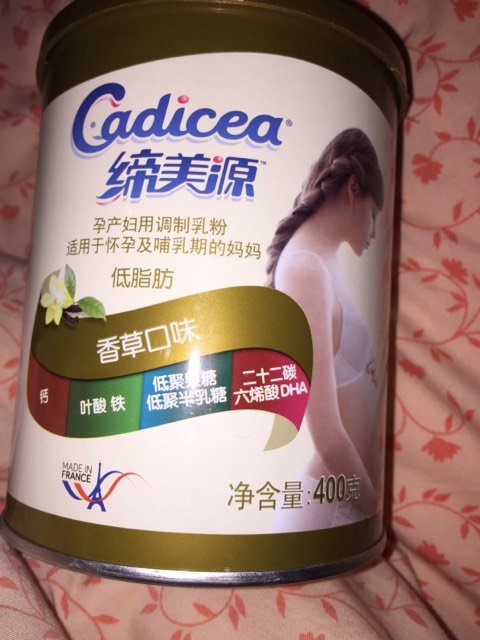 Cadicea®
缔美源™
孕产妇用调制乳粉
适用于怀孕及哺乳期的妈妈
低脂肪
香草口味
钙
叶酸 铁
低聚果糖
低聚半乳糖
二十二碳
六烯酸DHA
MADE IN
FRANCE
净含量:400克